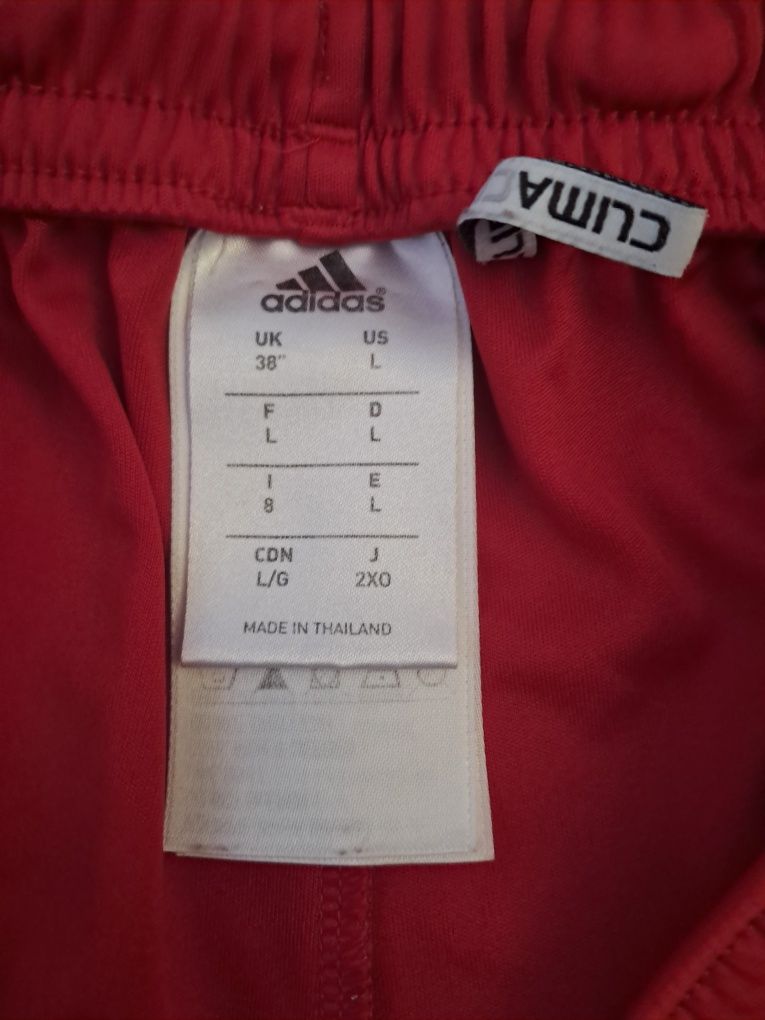 CLIMA
adidas®
UK US
38" L
F D
L L
I E
8 L
CDN J
L/G 2XO
MADE IN THAILAND